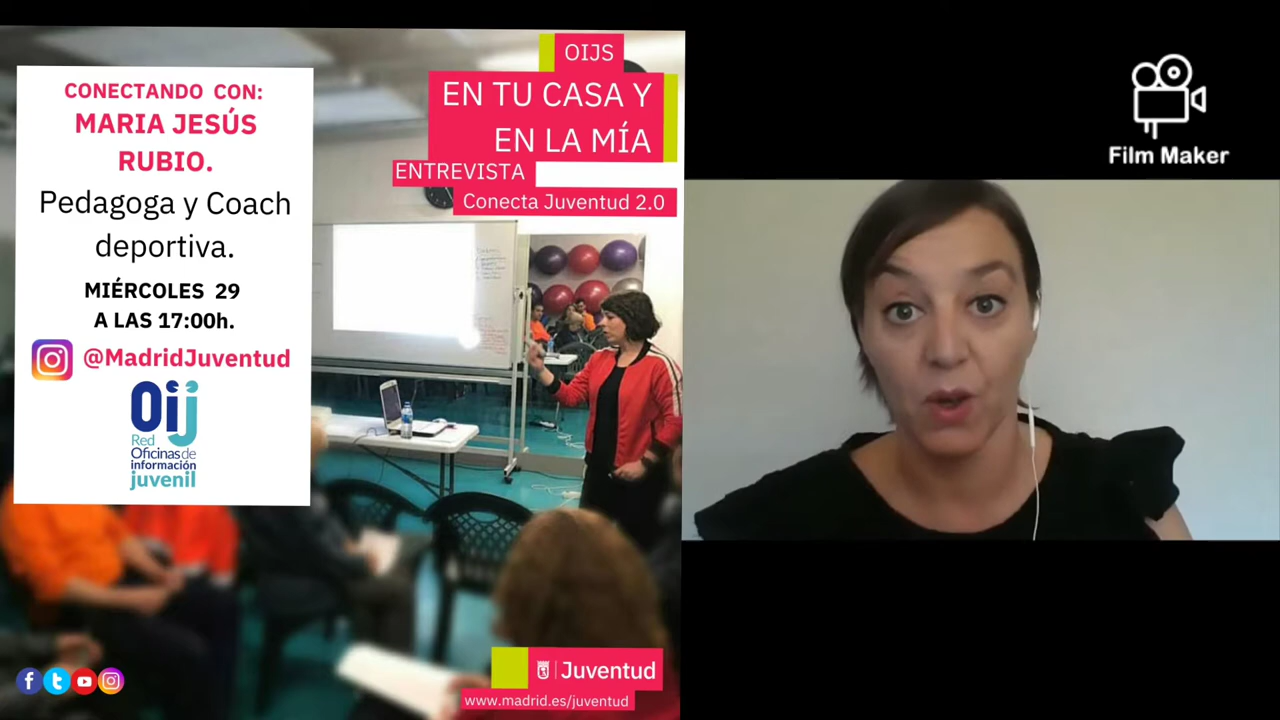 CONECTANDO CON:
MARIA JESÚS
RUBIO.
Pedagoga y Coach
deportiva.
MIÉRCOLES 29
A LAS 17:00h.
@MadridJuventud
Oij
Red
Oficinas de
información
juvenil
OIJS
EN TU CASA Y
EN LA MÍA
ENTREVISTA
Conecta Juventud 2.0
Juventud
www.madrid.es/juventud
Film Maker